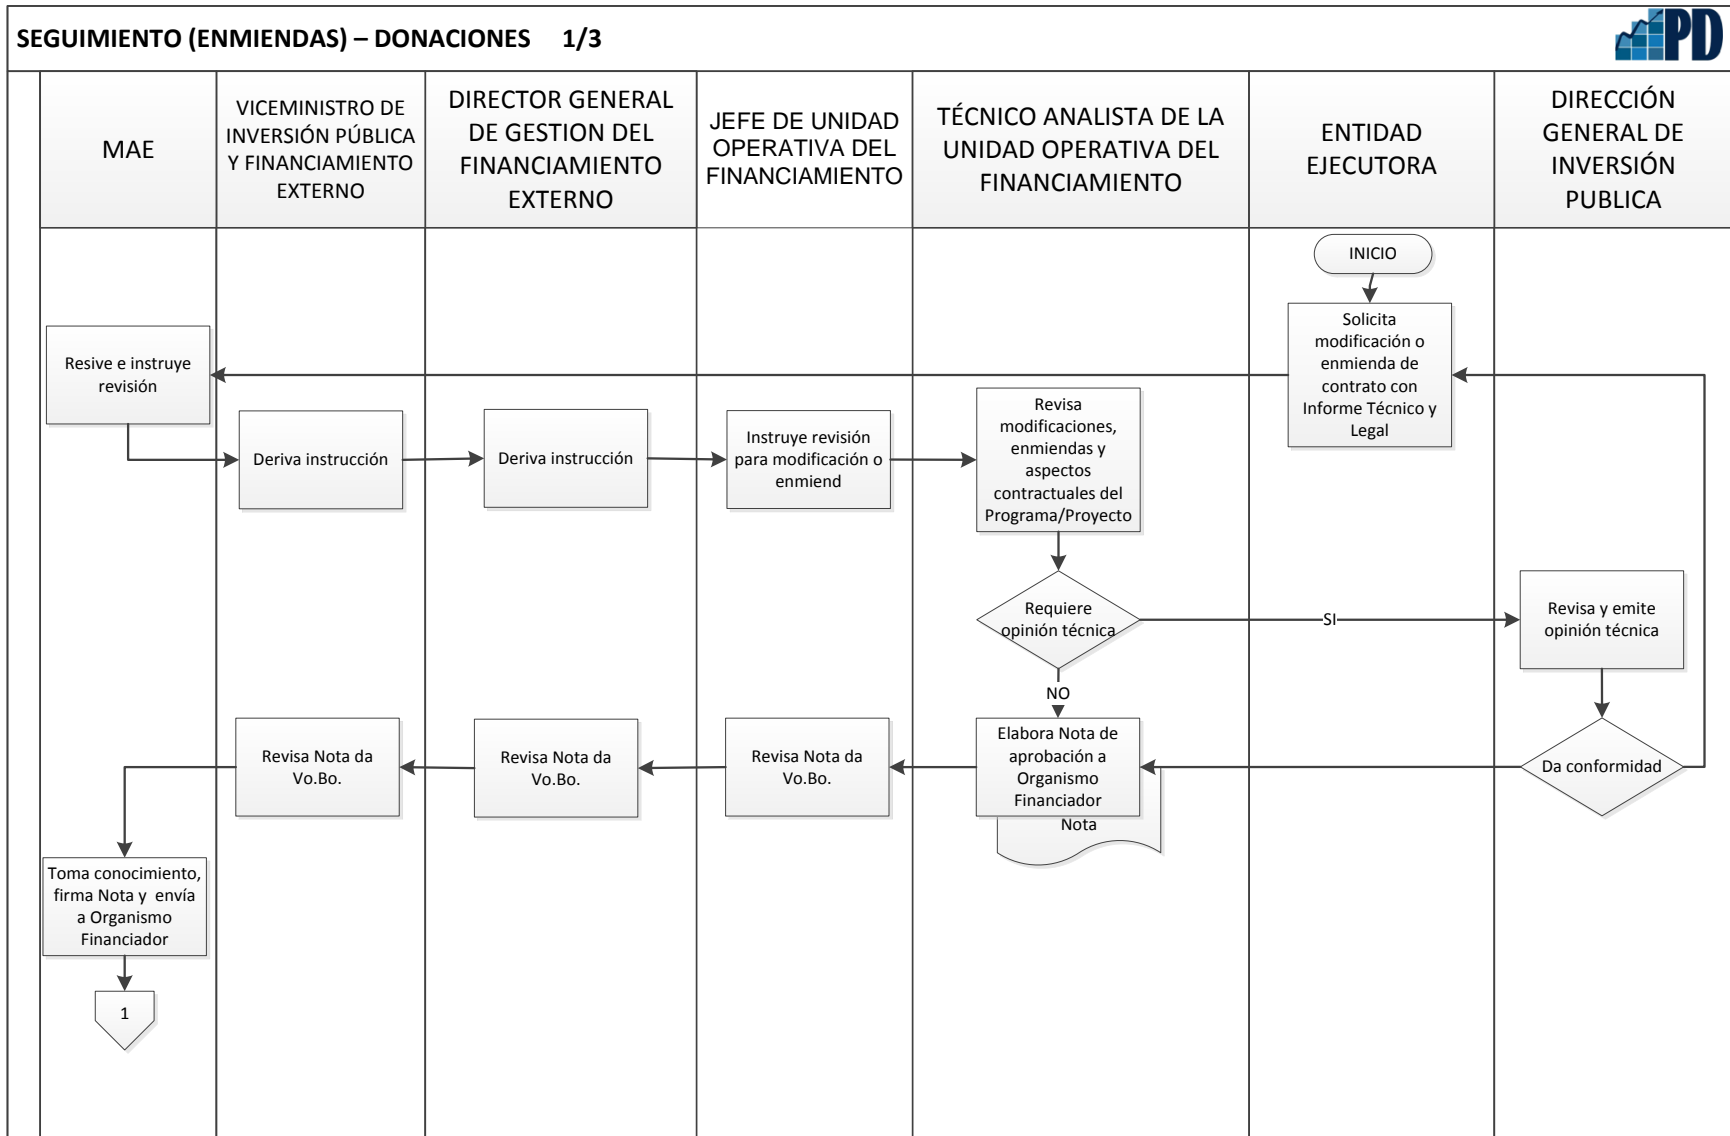 SEGUIMIENTO (ENMIENDAS) – DONACIONES 1/3
PD
MAE
VICEMINISTRO DE
INVERSIÓN PÚBLICA
Y FINANCIAMIENTO
EXTERNO
DIRECTOR GENERAL
DE GESTION DEL
FINANCIAMIENTO
EXTERNO
JEFE DE UNIDAD
OPERATIVA DEL
FINANCIAMIENTO
TÉCNICO ANALISTA DE LA
UNIDAD OPERATIVA DEL
FINANCIAMIENTO
ENTIDAD
EJECUTORA
DIRECCIÓN
GENERAL DE
INVERSIÓN
PUBLICA
INICIO
Solicita
modificación o
enmienda de
contrato con
Informe Técnico y
Legal
Resive e instruye
revisión
Deriva instrucción
Deriva instrucción
Instruye revisión
para modificación o
enmiend
Revisa
modificaciones,
enmiendas y
aspectos
contractuales del
Programa/Proyecto
Requiere
opinión técnica
SI
Revisa y emite
opinión técnica
NO
Da conformidad
Elabora Nota de
aprobación a
Organismo
Financiador
Nota
Revisa Nota da
Vo.Bo.
Revisa Nota da
Vo.Bo.
Revisa Nota da
Vo.Bo.
Toma conocimiento,
firma Nota y envía
a Organismo
Financiador
1